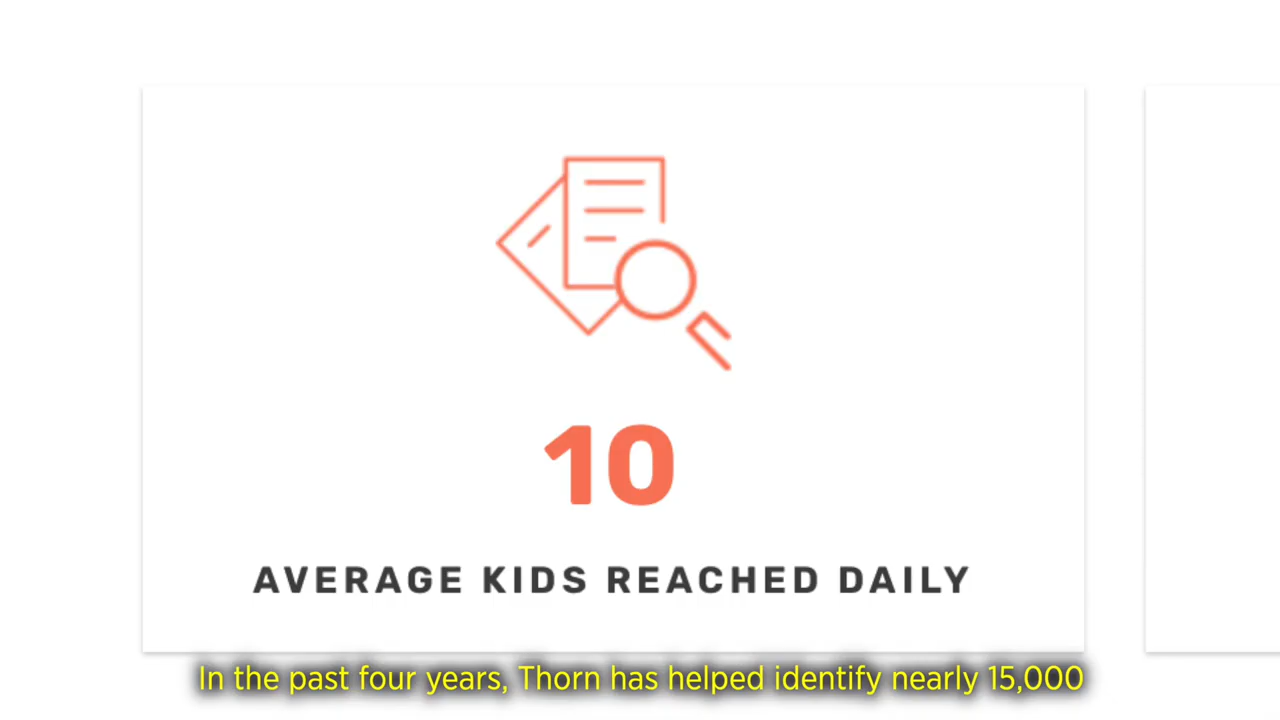 10
AVERAGE KIDS REACHED DAILY
In the past four years, Thorn has helped identify nearly 15,000